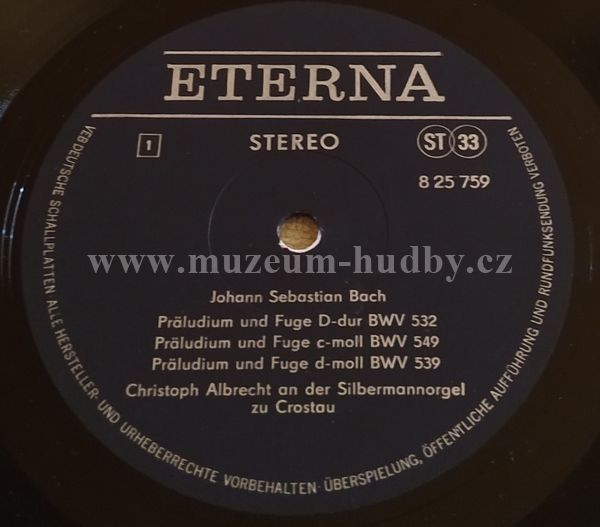 ETERNA
1 STEREO ST 33
8 25 759
www.muzeum-hudby.cz
Johann Sebastian Bach
Präludium und Fuge D-dur BWV 532
Präludium und Fuge c-moll BWV 549
Präludium und Fuge d-moll BWV 539
Christoph Albrecht an der Silbermannorgel
zu Crostau
VEB DEUTSCHE SCHALLPLATTEN ALLE HERSTELLER- UND URHEBERRECHTE VORBEHALTEN · ÜBERSPIELUNG, ÖFFENTLICHE AUFFÜHRUNG UND RUNDFUNKSENDUNG VERBOTEN